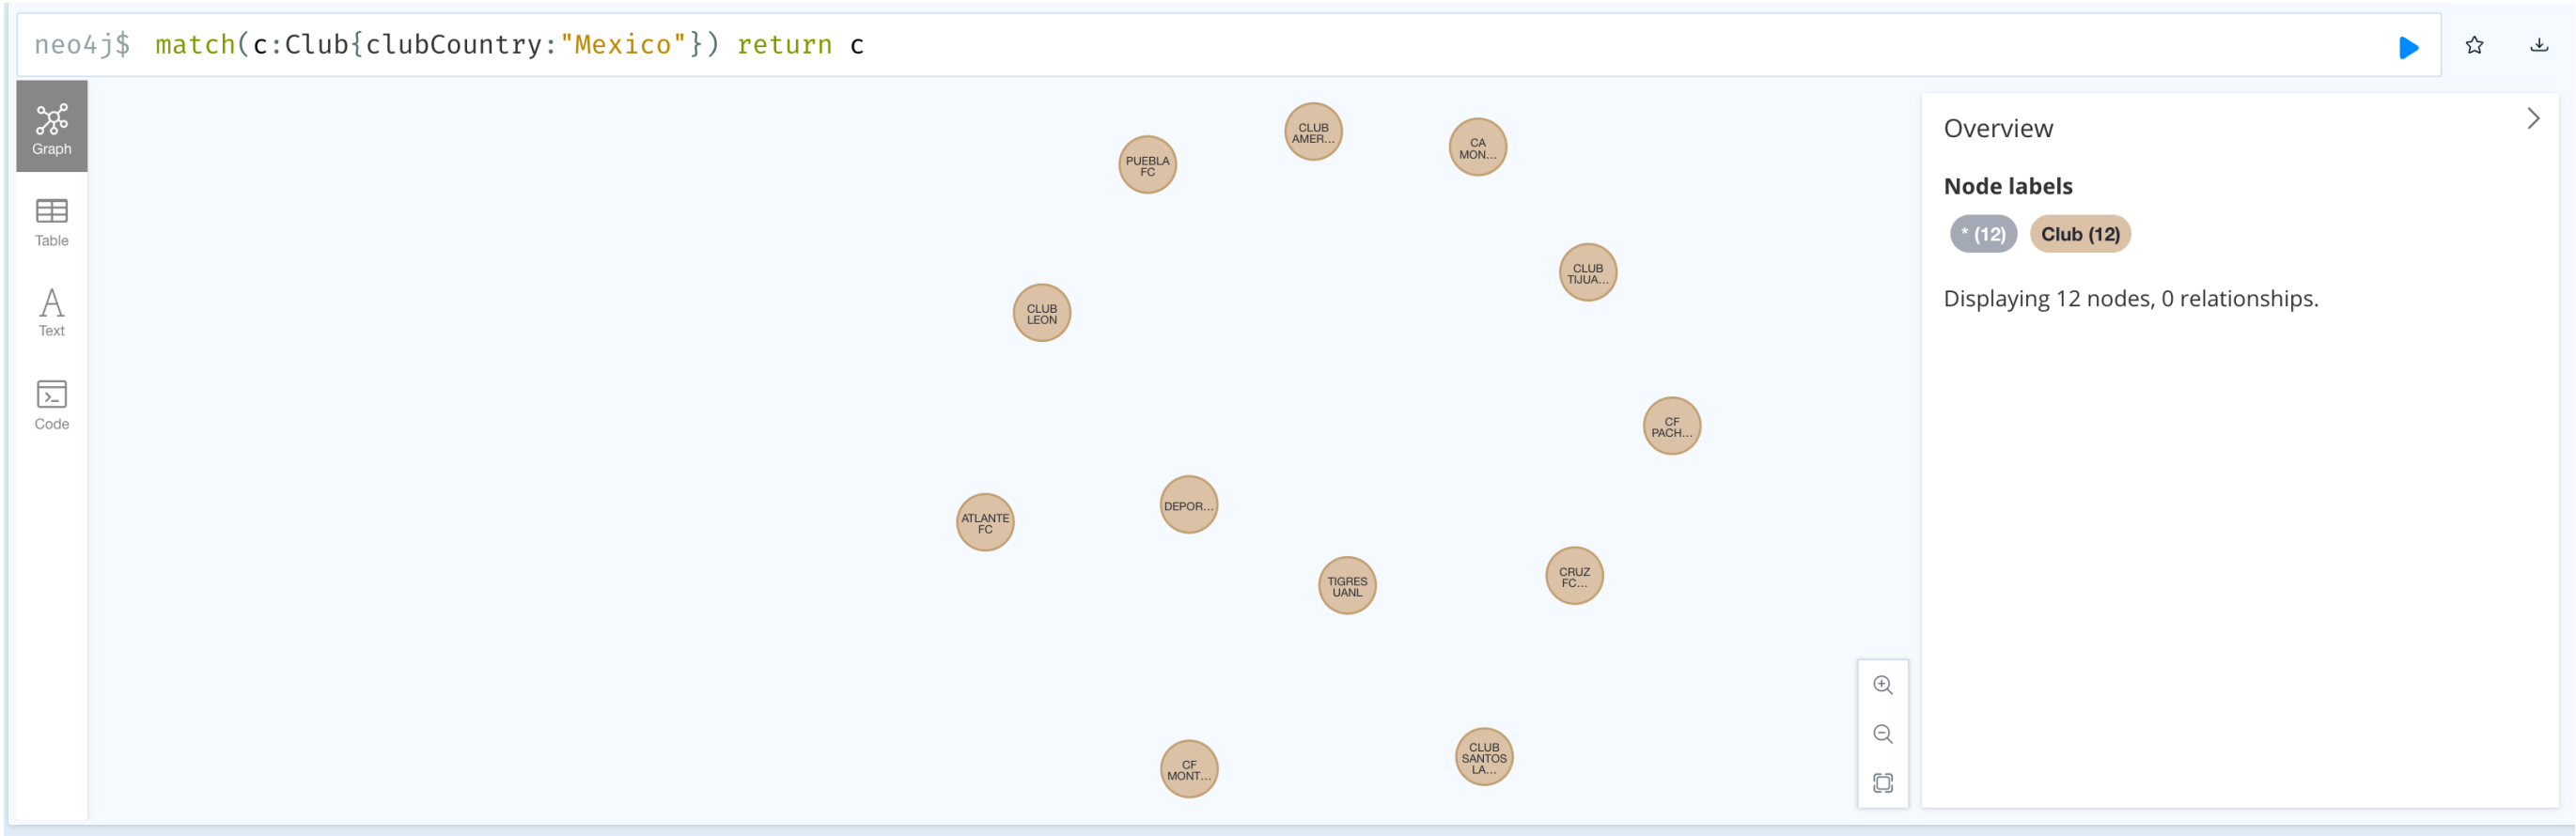 neo4j$ match(c:Club{clubCountry:"Mexico"}) return c
Graph
Table
Text
Code
CLUB
AMER...
CA
MON...
PUEBLA
FC
CLUB
TIJUA...
CLUB
LEON
CF
PACH...
DEPOR...
ATLANTE
FC
TIGRES
UANL
CRUZ
FC...
CF
MONT...
CLUB
SANTOS
LA...
Overview
Node labels
* (12) Club (12)
Displaying 12 nodes, 0 relationships.